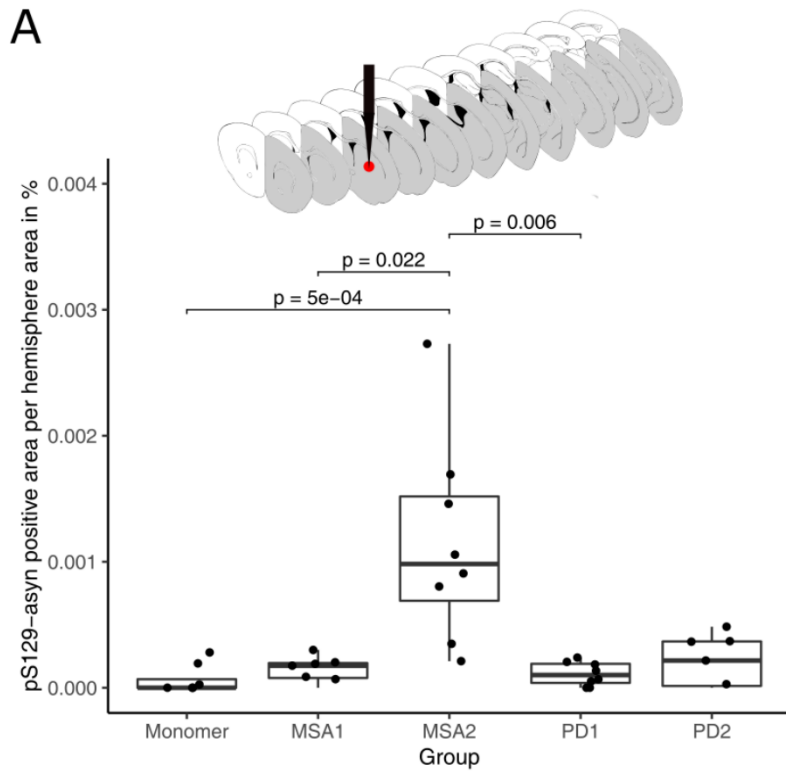 A
pS129−asyn positive area per hemisphere area in %
0.004
0.003
0.002
0.001
0.000
p = 0.006
p = 0.022
p = 5e−04
Monomer MSA1 MSA2 PD1 PD2
Group